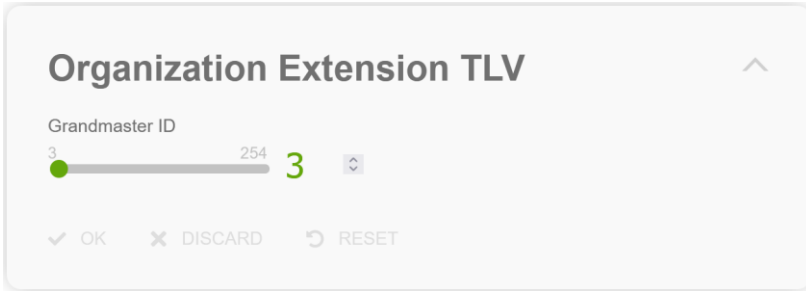 Organization Extension TLV
Grandmaster ID
3 254 3
OK DISCARD RESET